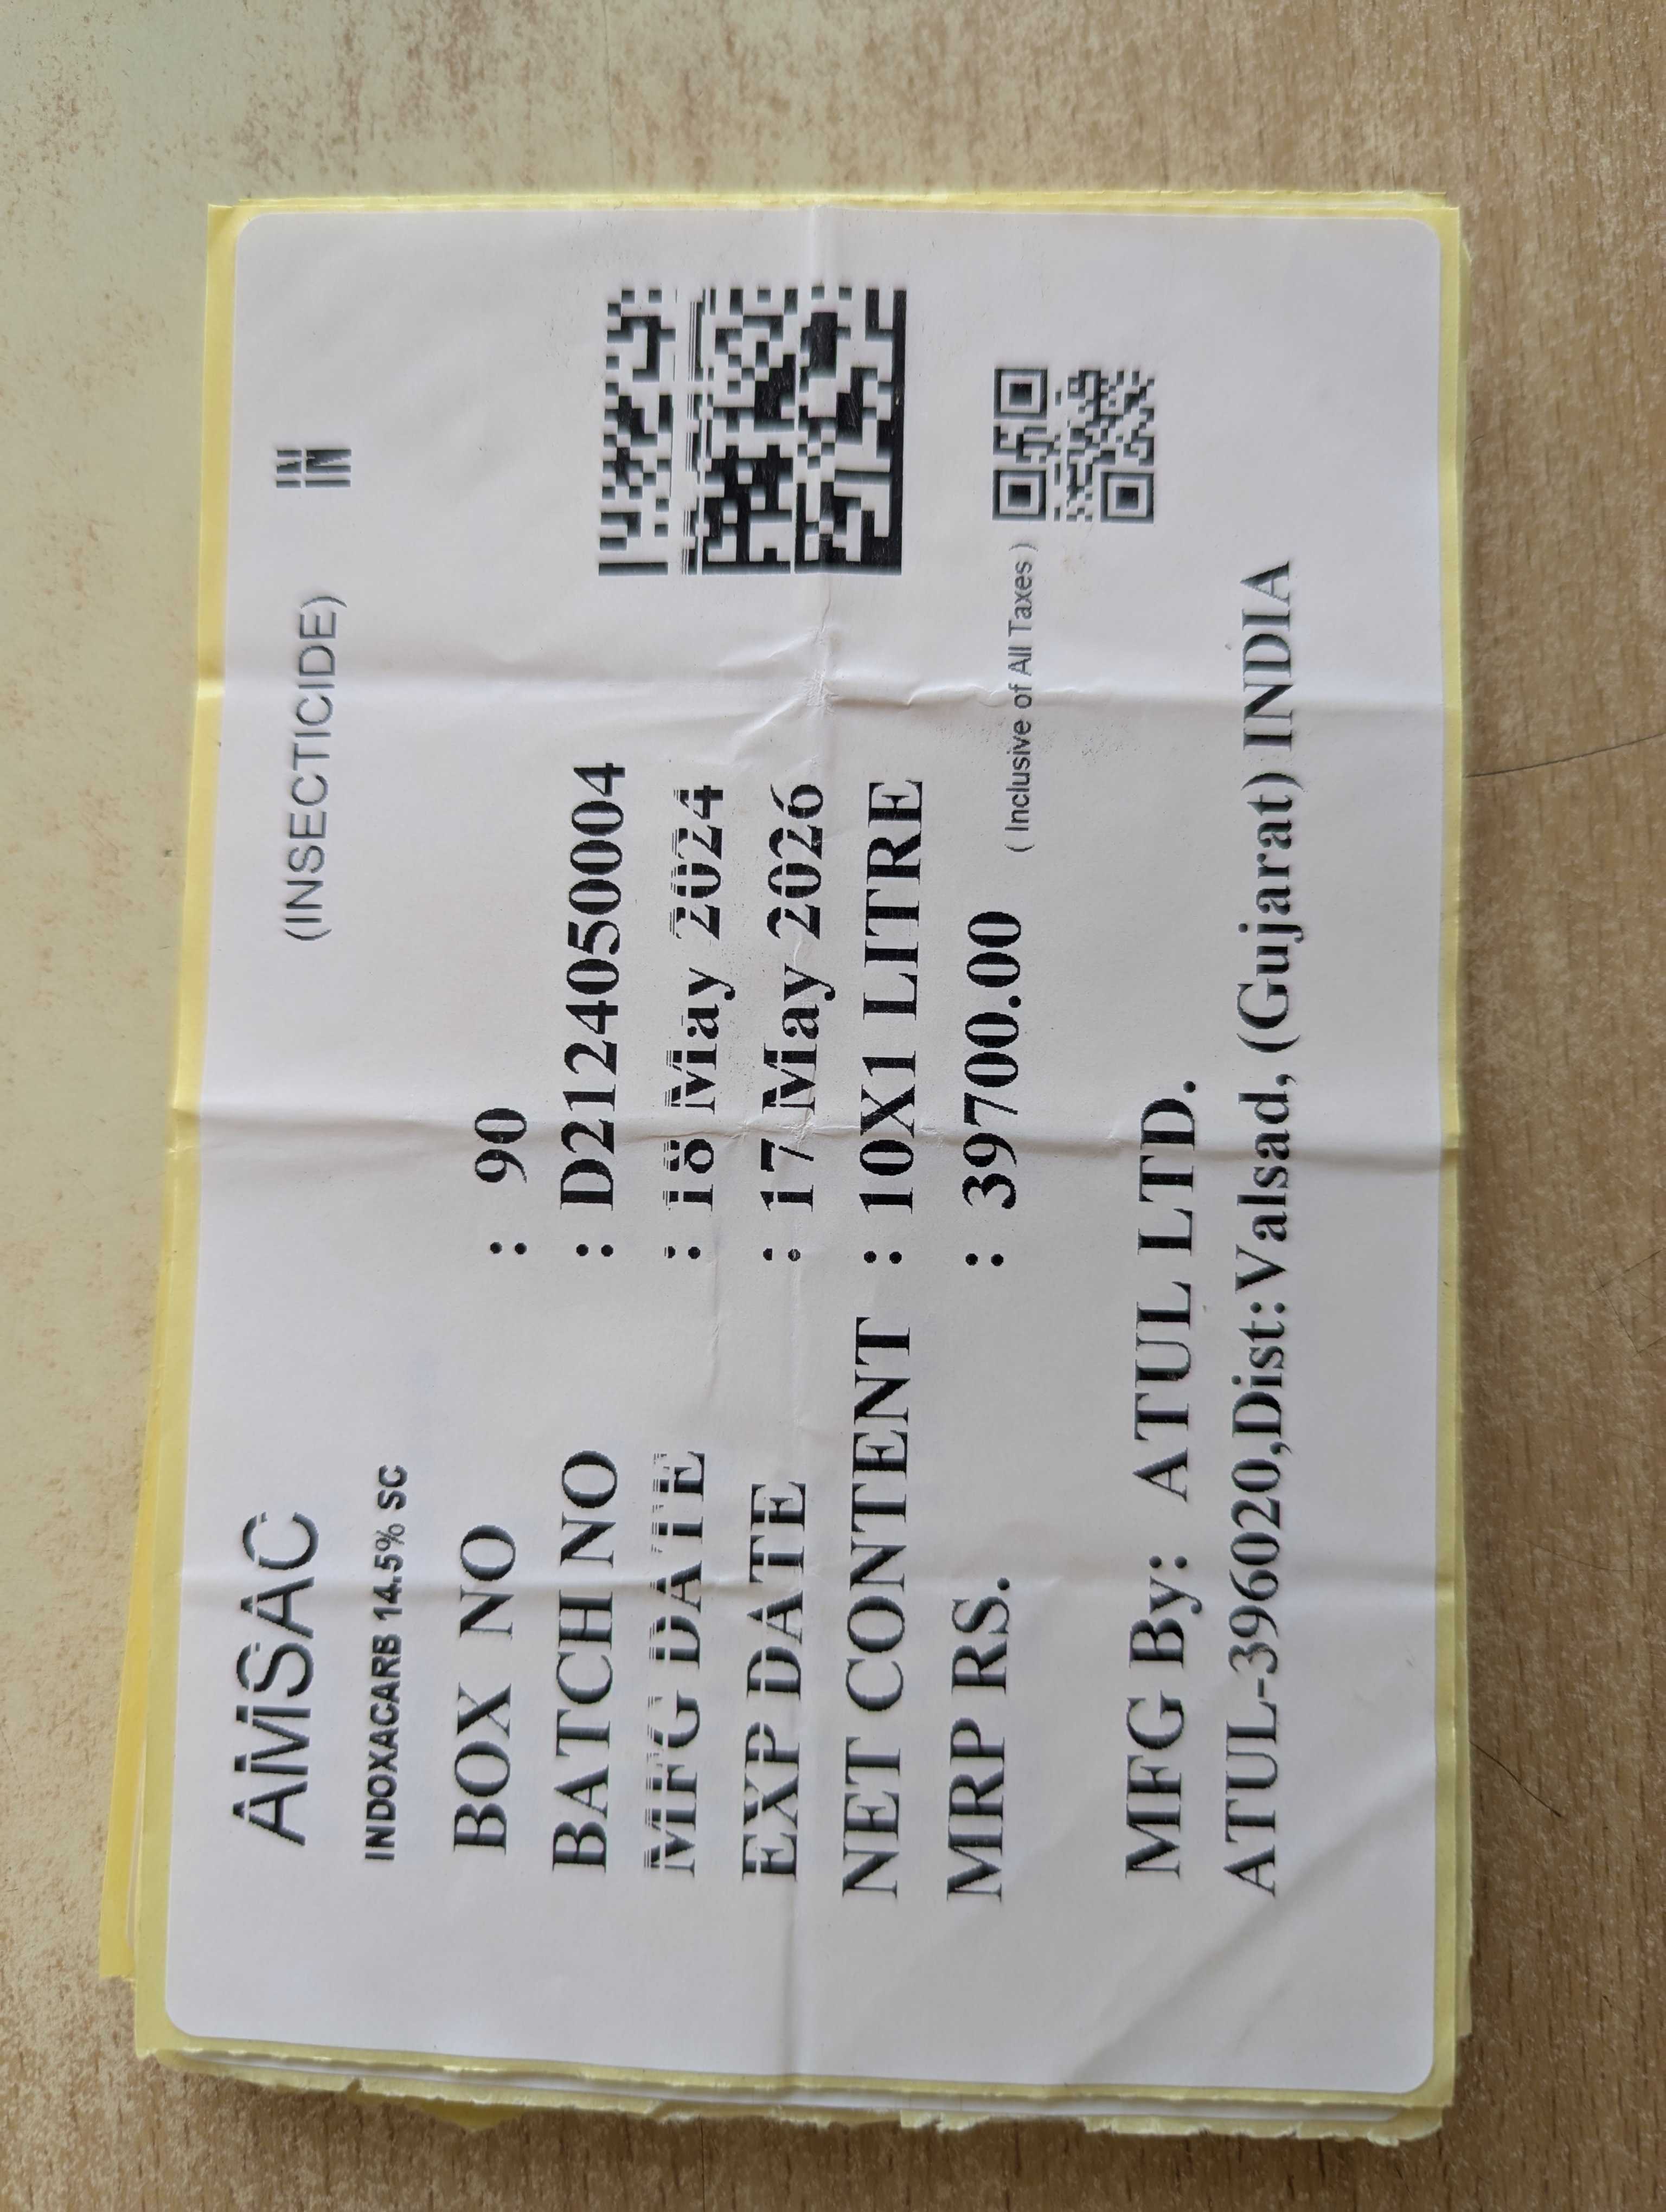 AMSAC (INSECTICIDE) IN
INDOXACARB 14.5% SC
BOX NO : 90
BATCH NO : D2124050004
MFG DATE : 18 May 2024
EXP DATE : 17 May 2026
NET CONTENT : 10X1 LITRE
MRP RS. : 39700.00 ( Inclusive of All Taxes )
MFG By: ATUL LTD.
ATUL-396020,Dist:Valsad, (Gujarat) INDIA